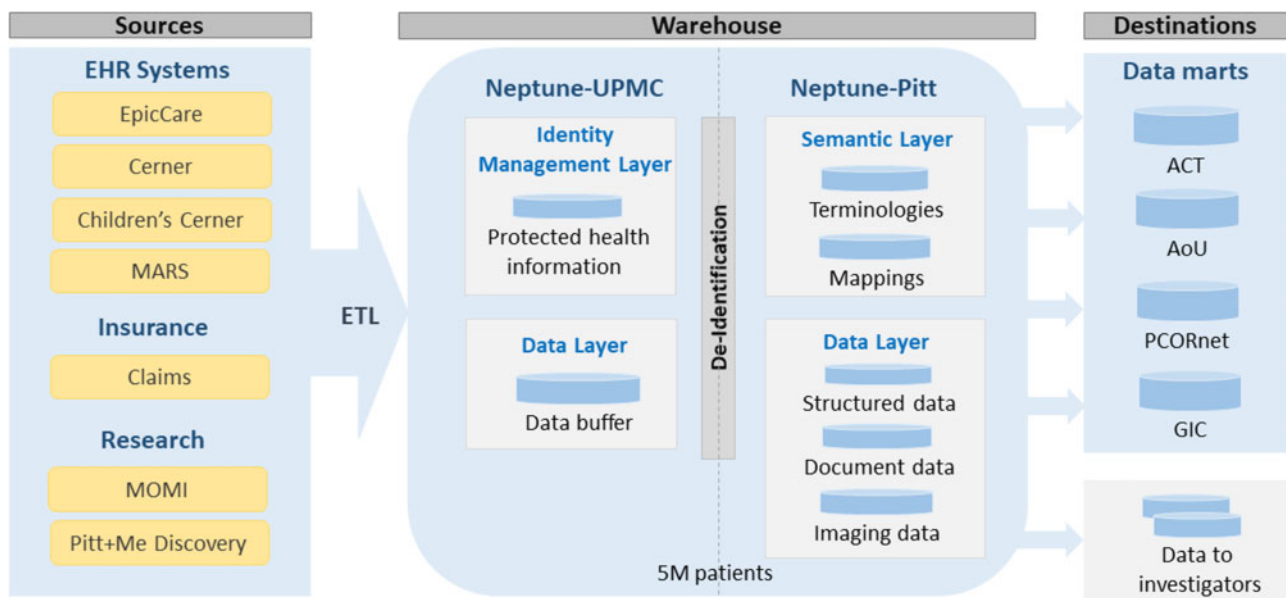 Sources
Warehouse
Destinations
EHR Systems
EpicCare
Cerner
Children's Cerner
MARS
Insurance
Claims
Research
MOMI
Pitt+Me Discovery
ETL
Neptune-UPMC
Identity
Management Layer
Protected health
information
Data Layer
Data buffer
De-Identification
Neptune-Pitt
Semantic Layer
Terminologies
Mappings
Data Layer
Structured data
Document data
Imaging data
5M patients
Data marts
ACT
AoU
PCORnet
GIC
Data to
investigators